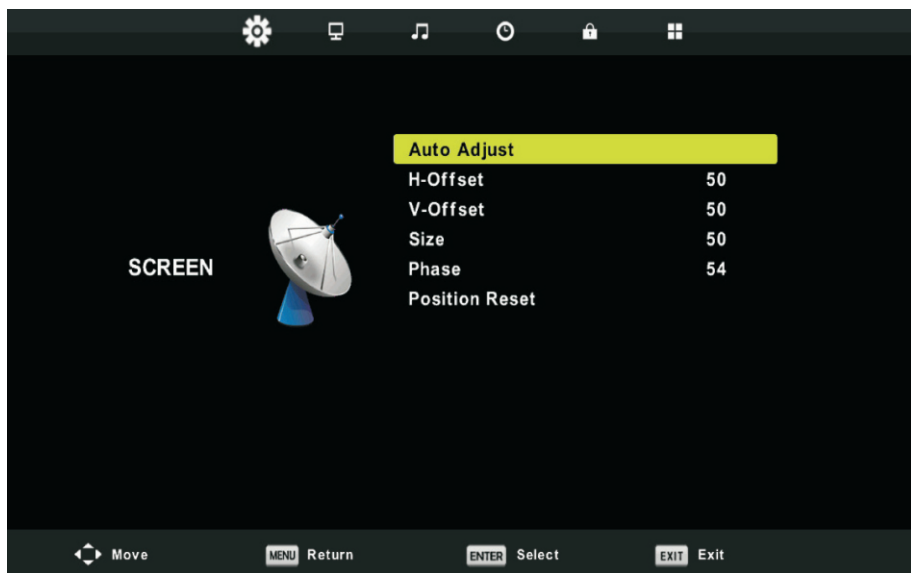 Auto Adjust
H-Offset 50
V-Offset 50
Size 50
SCREEN
Phase 54
Position Reset
Move MENU Return ENTER Select EXIT Exit